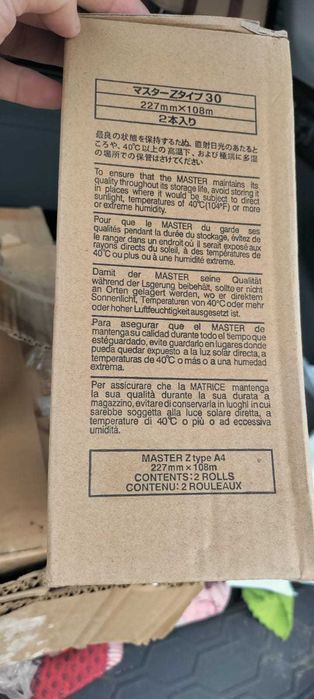 マスターZタイプ 30
227mm×108m
2本入り
最良の状態を保持するため、直射日光のあたると
ころや、40℃以上の高温下、および極端に多湿
の場所での保管はさけてください
To ensure that the MASTER maintains its
quality throughout its storage life, avoid storing it
in places where it would be subject to direct
sunlight, temperatures of 40℃(104°F) or more
or extreme humidity.
Pour que le MASTER du garde ses
qualités pendant la durée du stockage, évitez de
le ranger dans un endroit où il serait exposé aux
rayons directs du soleil, à des températures de
40℃ ou plus ou à une humidité extreme.
Damit der MASTER seine Qualität
während der Lsgerung beibehält, sollte er nicht
an Orten gelagert werden, wo er direktem
Sonnenlicht, Temperaturen von 40℃ oder mehr
oder hoher Luftfeuchtigkeit ausgesetzt ist.
Para asegurar que el MASTER de
mantenga su calidad durante todo el tiempo que
estéguardado, evite guardarlo en lugares donde
pueda quedar expuesto a la luz solar directa, a
temperaturas de 40℃ o más o a una humedad
extrema.
Per assicurare che la MATRICE mantenga
la sua qualità durante la sua durata a
magazzino, evitare di conservarla in luoghi in cui
sarebbe soggetta alla luce solare diretta, a
temperature di 40℃ o più o ad eccessiva
umidità.
MASTER Z type A4
227mm×108m
CONTENTS:2 ROLLS
CONTENU:2 ROULEAUX